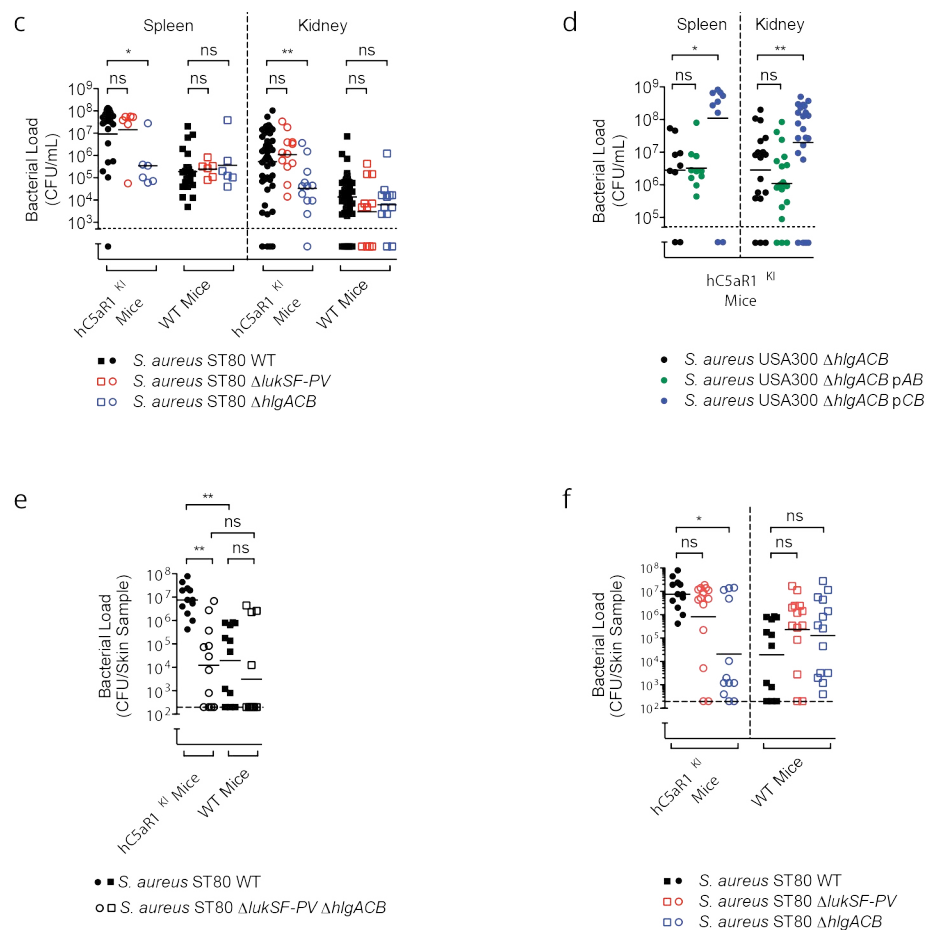 c
Spleen
Kidney
*
ns
**
ns
ns
ns
ns
ns
10⁹
10⁸
10⁷
10⁶
10⁵
10⁴
10³
Bacterial Load
(CFU/mL)
hC5aR1 ᴷᴵ
Mice
WT Mice
hC5aR1 ᴷᴵ
Mice
WT Mice
S. aureus ST80 WT
S. aureus ST80 ΔlukSF-PV
S. aureus ST80 ΔhlgACB
d
Spleen
Kidney
*
**
ns
ns
10⁹
10⁸
10⁷
10⁶
10⁵
Bacterial Load
(CFU/mL)
hC5aR1 ᴷᴵ
Mice
S. aureus USA300 ΔhlgACB
S. aureus USA300 ΔhlgACB pAB
S. aureus USA300 ΔhlgACB pCB
e
**
ns
**
ns
10⁸
10⁷
10⁶
10⁵
10⁴
10³
10²
Bacterial Load
(CFU/Skin Sample)
hC5aR1 ᴷᴵ Mice
WT Mice
S. aureus ST80 WT
S. aureus ST80 ΔlukSF-PV ΔhlgACB
f
*
ns
ns
ns
10⁸
10⁷
10⁶
10⁵
10⁴
10³
10²
Bacterial Load
(CFU/Skin Sample)
hC5aR1 ᴷᴵ
Mice
WT Mice
S. aureus ST80 WT
S. aureus ST80 ΔlukSF-PV
S. aureus ST80 ΔhlgACB